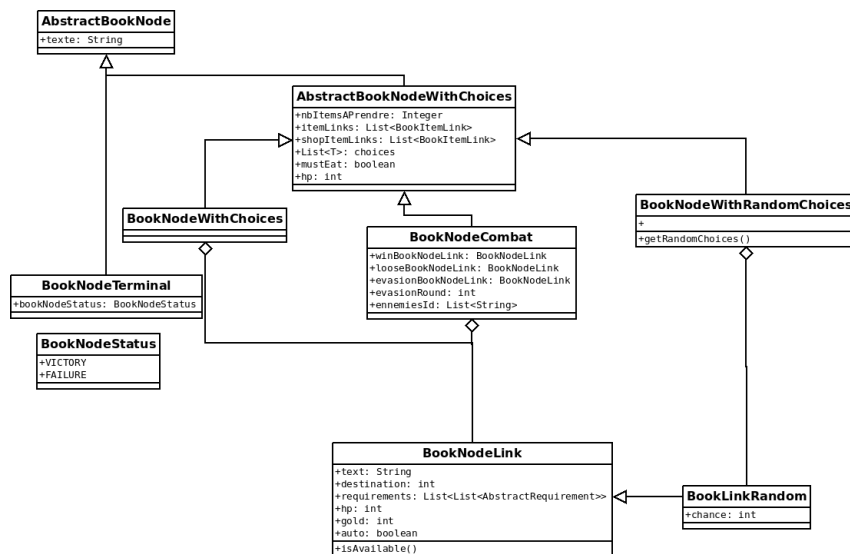 AbstractBookNode
+texte: String
AbstractBookNodeWithChoices
+nbItemsAPrendre: Integer
+itemLinks: List<BookItemLink>
+shopItemLinks: List<BookItemLink>
+List<T>: choices
+mustEat: boolean
+hp: int
BookNodeWithChoices
BookNodeWithRandomChoices
+
+getRandomChoices()
BookNodeCombat
+winBookNodeLink: BookNodeLink
+looseBookNodeLink: BookNodeLink
+evasionBookNodeLink: BookNodeLink
+evasionRound: int
+ennemiesId: List<String>
BookNodeTerminal
+bookNodeStatus: BookNodeStatus
BookNodeStatus
+VICTORY
+FAILURE
BookNodeLink
+text: String
+destination: int
+requirements: List<List<AbstractRequirement>>
+hp: int
+gold: int
+auto: boolean
+isAvailable()
BookLinkRandom
+chance: int